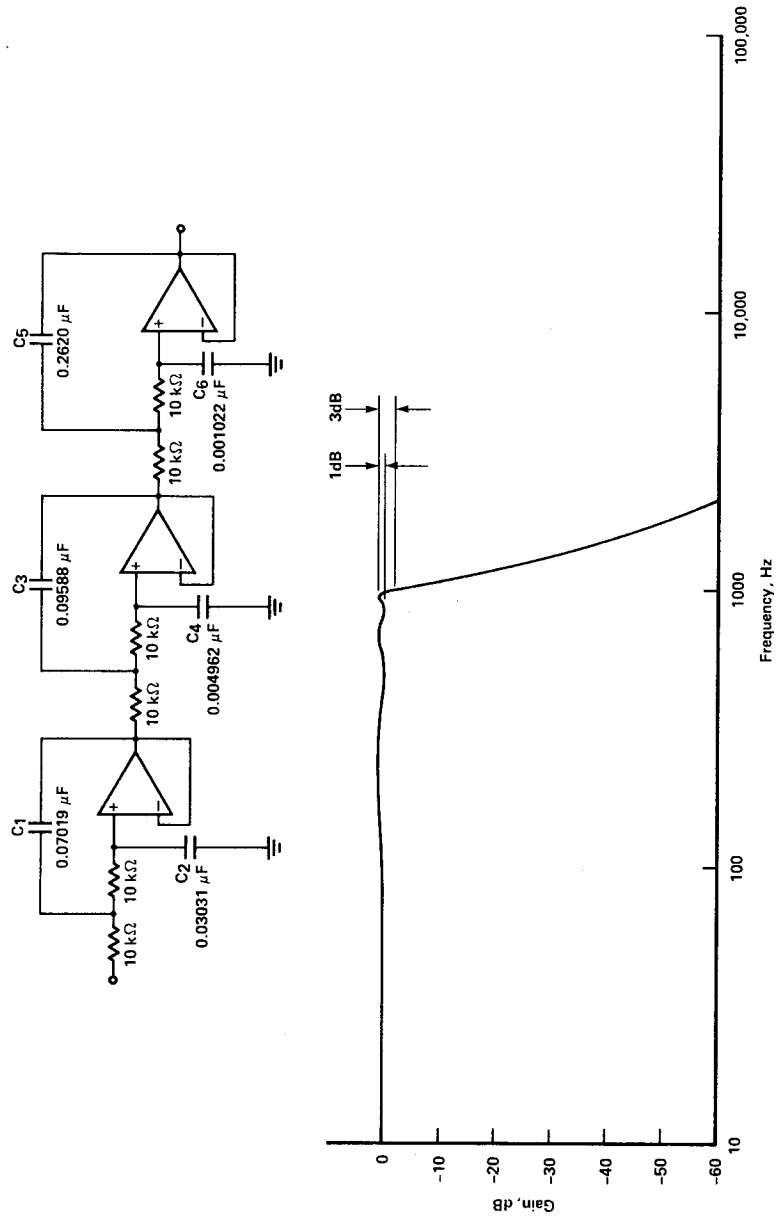 C1
0.07019 μF
10 kΩ
10 kΩ
+
−
C2
0.03031 μF
C3
0.09588 μF
10 kΩ
10 kΩ
+
−
C4
0.004962 μF
C5
0.2620 μF
10 kΩ
10 kΩ
+
−
C6
0.001022 μF
1dB
3dB
Gain, dB
0
−10
−20
−30
−40
−50
−60
10
100
1000
10,000
100,000
Frequency, Hz